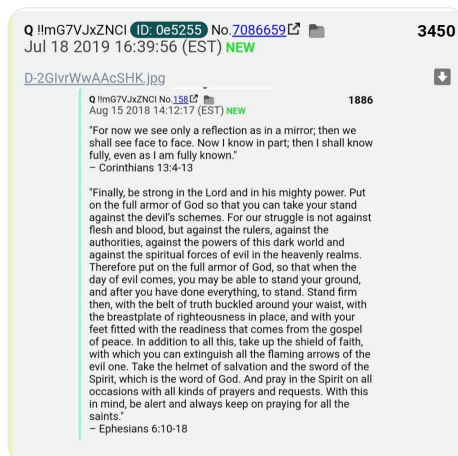 Q !!mG7VJxZNCI ID: 0e5255 No.7086659 3450
Jul 18 2019 16:39:56 (EST) NEW
D-2GIvrWwAAcSHK.jpg
Q !!mG7VJxZNCI No.158 1886
Aug 15 2018 14:12:17 (EST) NEW
"For now we see only a reflection as in a mirror; then we
shall see face to face. Now I know in part; then I shall know
fully, even as I am fully known."
– Corinthians 13:4-13
"Finally, be strong in the Lord and in his mighty power. Put
on the full armor of God so that you can take your stand
against the devil's schemes. For our struggle is not against
flesh and blood, but against the rulers, against the
authorities, against the powers of this dark world and
against the spiritual forces of evil in the heavenly realms.
Therefore put on the full armor of God, so that when the
day of evil comes, you may be able to stand your ground,
and after you have done everything, to stand. Stand firm
then, with the belt of truth buckled around your waist, with
the breastplate of righteousness in place, and with your
feet fitted with the readiness that comes from the gospel
of peace. In addition to all this, take up the shield of faith,
with which you can extinguish all the flaming arrows of the
evil one. Take the helmet of salvation and the sword of the
Spirit, which is the word of God. And pray in the Spirit on all
occasions with all kinds of prayers and requests. With this
in mind, be alert and always keep on praying for all the
saints."
– Ephesians 6:10-18